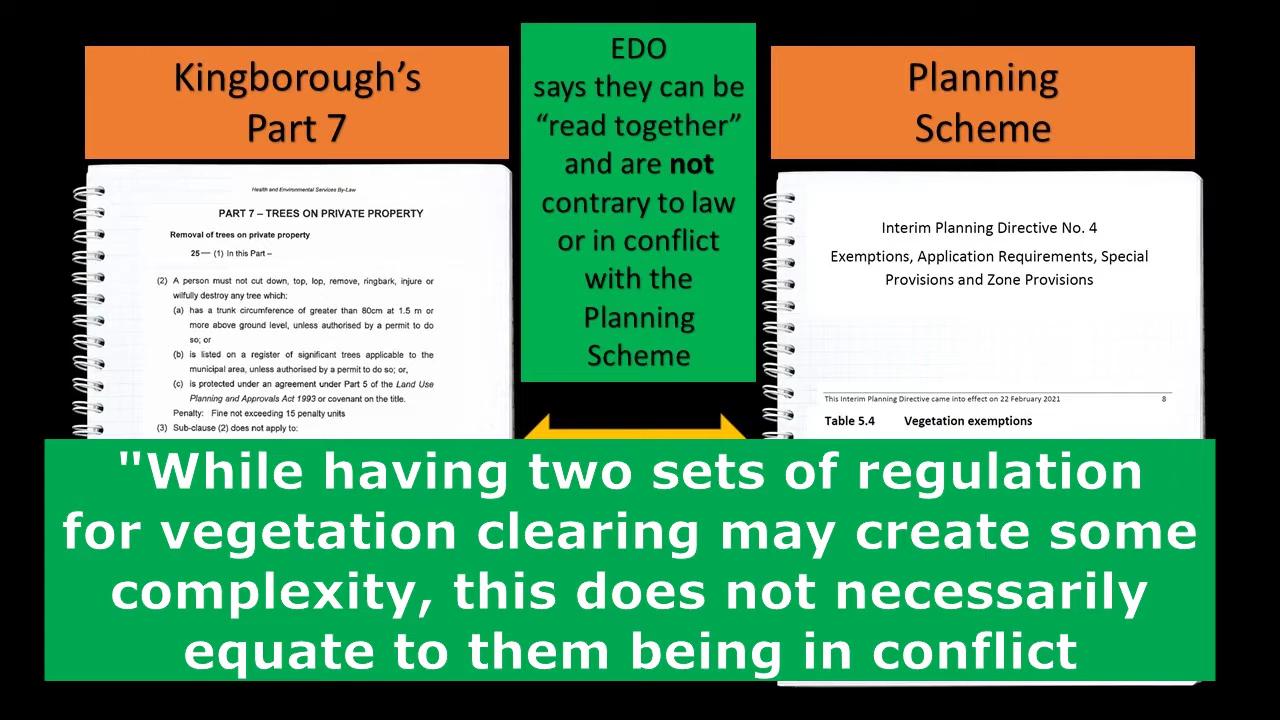 Kingborough's
Part 7
EDO
says they can be
“read together”
and are not
contrary to law
or in conflict
with the
Planning
Scheme
Planning
Scheme
Health and Environmental Services By-Law
PART 7 – TREES ON PRIVATE PROPERTY
Removal of trees on private property
25— (1) In this Part –
(2) A person must not cut down, top, lop, remove, ringbark, injure or
wilfully destroy any tree which:
(a) has a trunk circumference of greater than 80cm at 1.5 m or
more above ground level, unless authorised by a permit to do
so; or
(b) is listed on a register of significant trees applicable to the
municipal area, unless authorised by a permit to do so; or,
(c) is protected under an agreement under Part 5 of the Land Use
Planning and Approvals Act 1993 or covenant on the title.
Penalty: Fine not exceeding 15 penalty units
(3) Sub-clause (2) does not apply to:
Interim Planning Directive No. 4
Exemptions, Application Requirements, Special
Provisions and Zone Provisions
This Interim Planning Directive came into effect on 22 February 2021 8
Table 5.4 Vegetation exemptions
"While having two sets of regulation
for vegetation clearing may create some
complexity, this does not necessarily
equate to them being in conflict